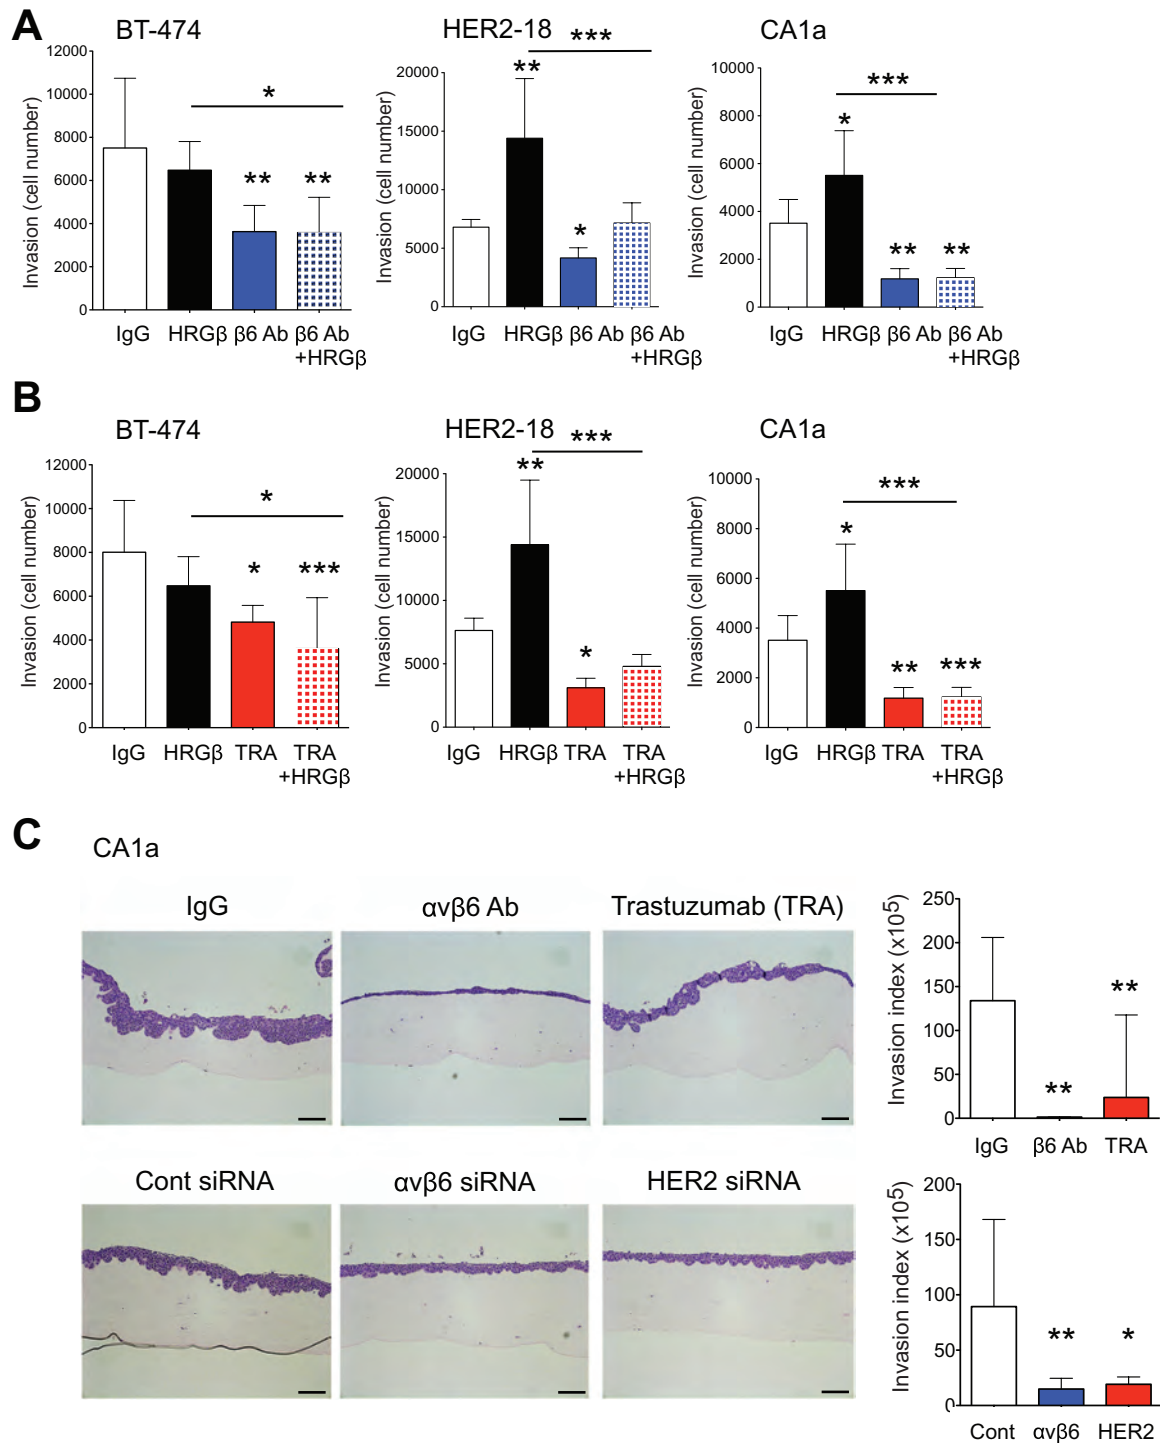 A
BT-474
HER2-18
CA1a
Invasion (cell number)
12000
10000
8000
6000
4000
2000
0
*
**
**
IgG
HRGβ
β6 Ab
β6 Ab
+HRGβ
Invasion (cell number)
20000
15000
10000
5000
0
**
***
*
IgG
HRGβ
β6 Ab
β6 Ab
+HRGβ
Invasion (cell number)
10000
8000
6000
4000
2000
0
*
***
**
**
IgG
HRGβ
β6 Ab
β6 Ab
+HRGβ
B
BT-474
HER2-18
CA1a
Invasion (cell number)
12000
10000
8000
6000
4000
2000
0
*
*
***
IgG
HRGβ
TRA
TRA
+HRGβ
Invasion (cell number)
20000
15000
10000
5000
0
**
***
*
IgG
HRGβ
TRA
TRA
+HRGβ
Invasion (cell number)
10000
8000
6000
4000
2000
0
*
***
**
***
IgG
HRGβ
TRA
TRA
+HRGβ
C
CA1a
IgG
αvβ6 Ab
Trastuzumab (TRA)
Invasion index (x10⁵)
250
200
150
100
50
0
**
**
IgG
β6 Ab
TRA
Cont siRNA
αvβ6 siRNA
HER2 siRNA
Invasion index (x10⁵)
200
150
100
50
0
**
*
Cont
αvβ6
HER2